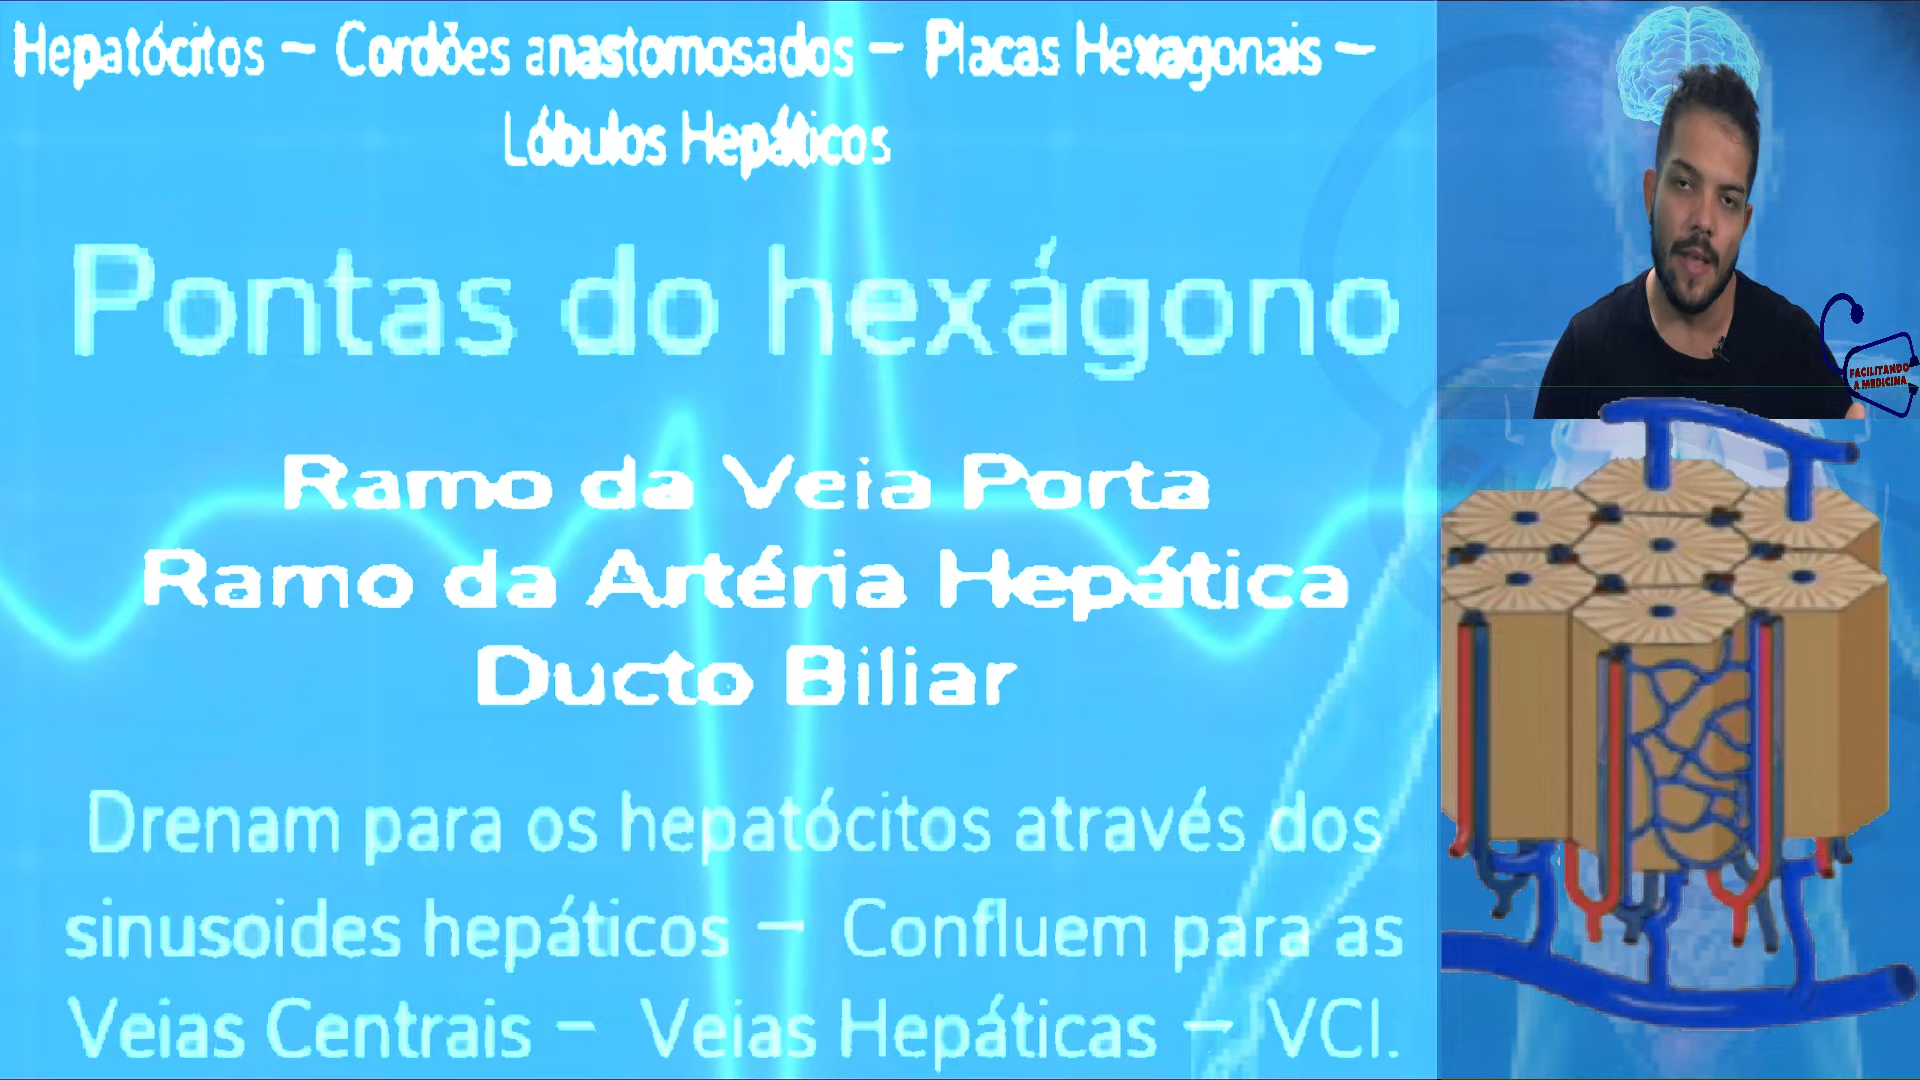 Hepatócitos – Cordões anastomosados – Placas Hexagonais –
Lóbulos Hepáticos
Pontas do hexágono
Ramo da Veia Porta
Ramo da Artéria Hepática
Ducto Biliar
Drenam para os hepatócitos através dos
sinusoides hepáticos – Confluem para as
Veias Centrais – Veias Hepáticas – VCI.
FACILITANDO
A MEDICINA